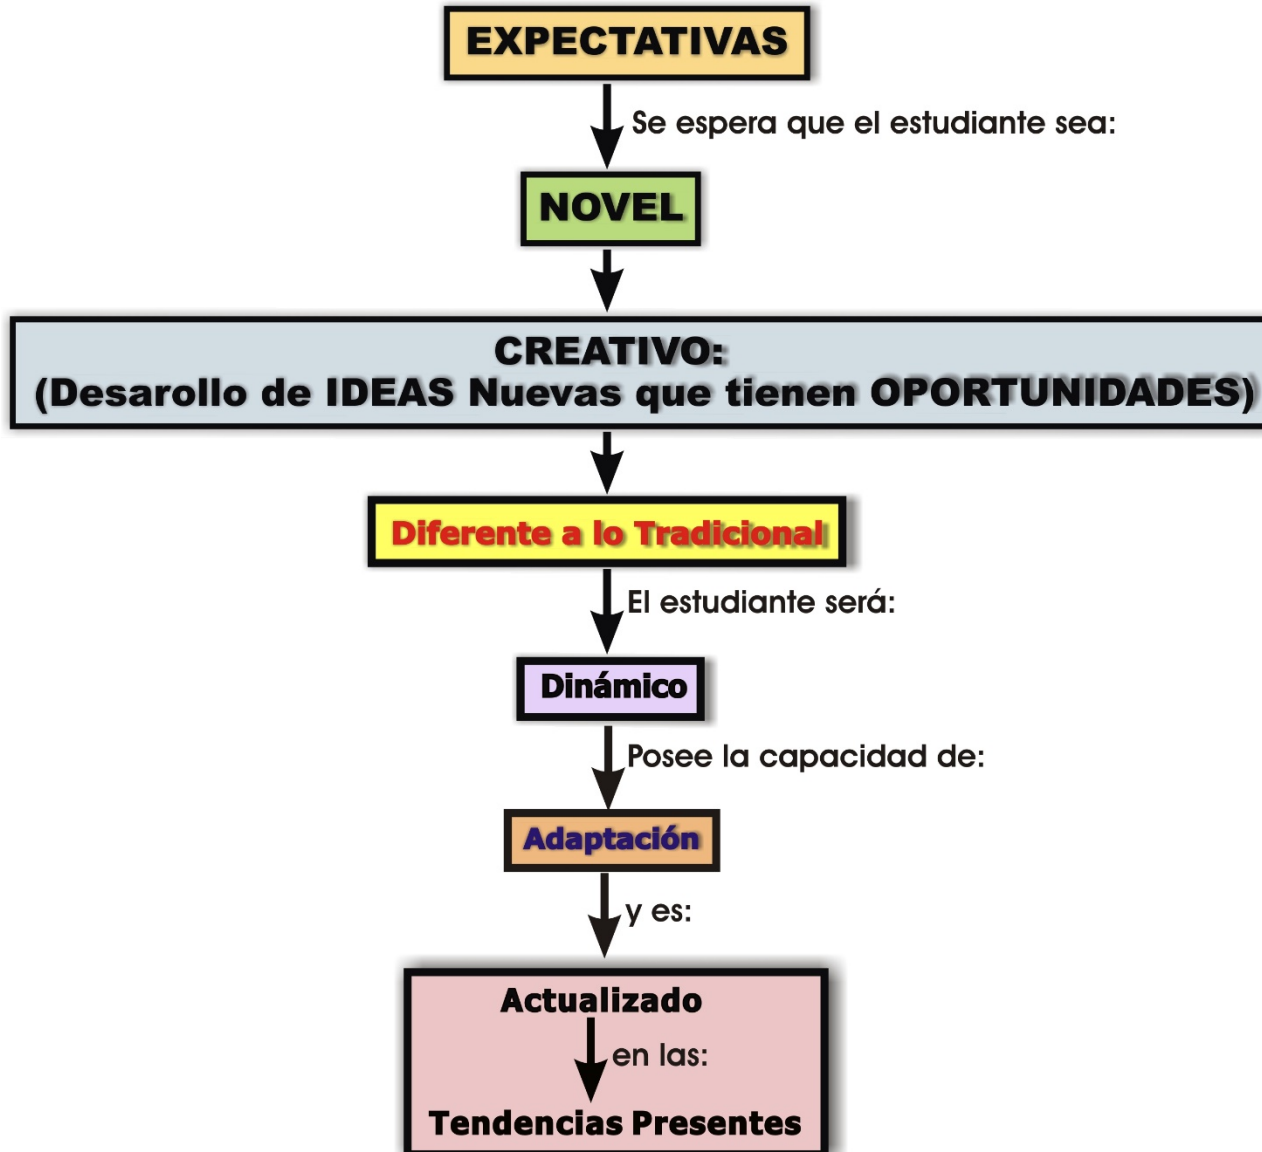 EXPECTATIVAS
Se espera que el estudiante sea:
NOVEL
CREATIVO:
(Desarollo de IDEAS Nuevas que tienen OPORTUNIDADES)
Diferente a lo Tradicional
El estudiante será:
Dinámico
Posee la capacidad de:
Adaptación
y es:
Actualizado
en las:
Tendencias Presentes